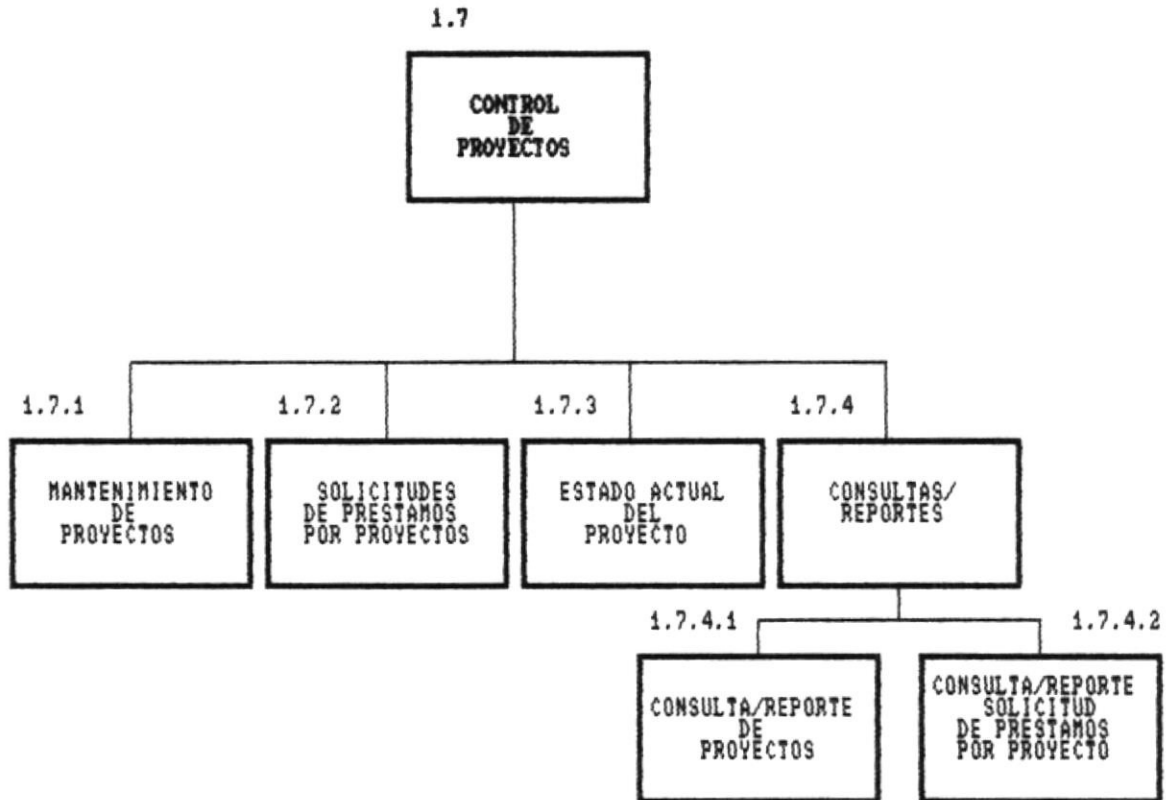 1.7
CONTROL
DE
PROYECTOS
1.7.1
MANTENIMIENTO
DE
PROYECTOS
1.7.2
SOLICITUDES
DE PRESTAMOS
POR PROYECTOS
1.7.3
ESTADO ACTUAL
DEL
PROYECTO
1.7.4
CONSULTAS/
REPORTES
1.7.4.1
CONSULTA/REPORTE
DE
PROYECTOS
1.7.4.2
CONSULTA/REPORTE
SOLICITUD
DE PRESTAMOS
POR PROYECTO